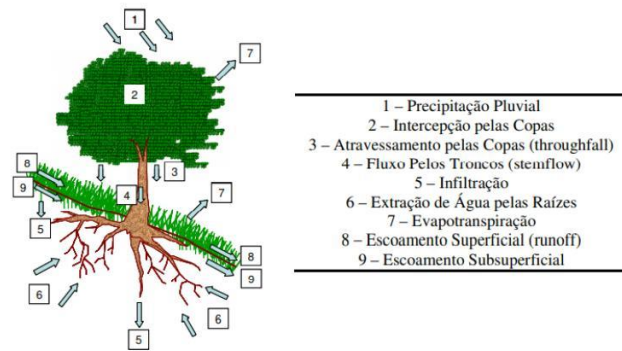 1
7
2
3
8
4
7
9
5
8
9
6
6
5
1 – Precipitação Pluvial
2 – Intercepção pelas Copas
3 – Atravessamento pelas Copas (throughfall)
4 – Fluxo Pelos Troncos (stemflow)
5 – Infiltração
6 – Extração de Água pelas Raízes
7 – Evapotranspiração
8 – Escoamento Superficial (runoff)
9 – Escoamento Subsuperficial